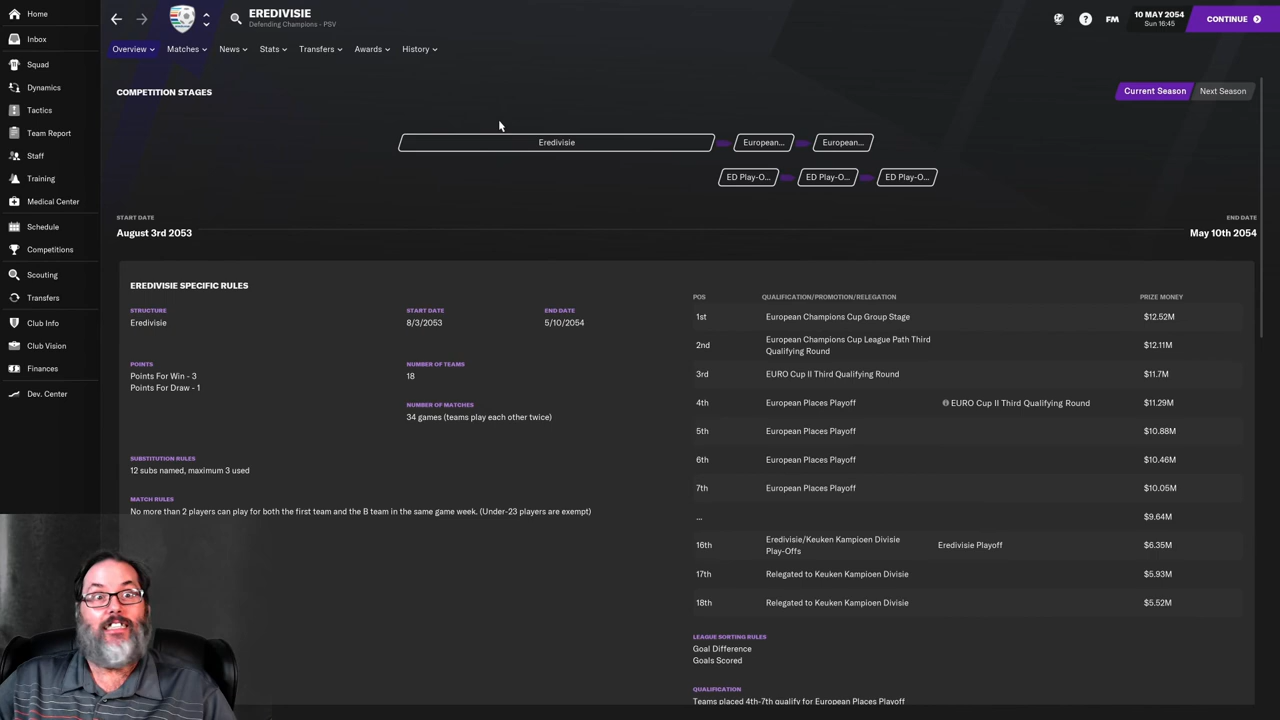 Home
Inbox
Squad
Dynamics
Tactics
Team Report
Staff
Training
Medical Center
Schedule
Competitions
Scouting
Transfers
Club Info
Club Vision
Finances
Dev. Center
EREDIVISIE
Defending Champions - PSV
?
FM
10 MAY 2054
Sun 16:45
CONTINUE
Overview
Matches
News
Stats
Transfers
Awards
History
COMPETITION STAGES
Current Season
Next Season
Eredivisie
European...
European...
ED Play-O...
ED Play-O...
ED Play-O...
START DATE
August 3rd 2053
END DATE
May 10th 2054
EREDIVISIE SPECIFIC RULES
STRUCTURE
Eredivisie
START DATE
8/3/2053
END DATE
5/10/2054
POINTS
Points For Win - 3
Points For Draw - 1
NUMBER OF TEAMS
18
NUMBER OF MATCHES
34 games (teams play each other twice)
SUBSTITUTION RULES
12 subs named, maximum 3 used
MATCH RULES
No more than 2 players can play for both the first team and the B team in the same game week. (Under-23 players are exempt)
POS QUALIFICATION/PROMOTION/RELEGATION PRIZE MONEY
1st European Champions Cup Group Stage $12.52M
2nd European Champions Cup League Path Third
Qualifying Round $12.11M
3rd EURO Cup II Third Qualifying Round $11.7M
4th European Places Playoff EURO Cup II Third Qualifying Round $11.29M
5th European Places Playoff $10.88M
6th European Places Playoff $10.46M
7th European Places Playoff $10.05M
... $9.64M
16th Eredivisie/Keuken Kampioen Divisie
Play-Offs Eredivisie Playoff $6.35M
17th Relegated to Keuken Kampioen Divisie $5.93M
18th Relegated to Keuken Kampioen Divisie $5.52M
LEAGUE SORTING RULES
Goal Difference
Goals Scored
QUALIFICATION
Teams placed 4th-7th qualify for European Places Playoff